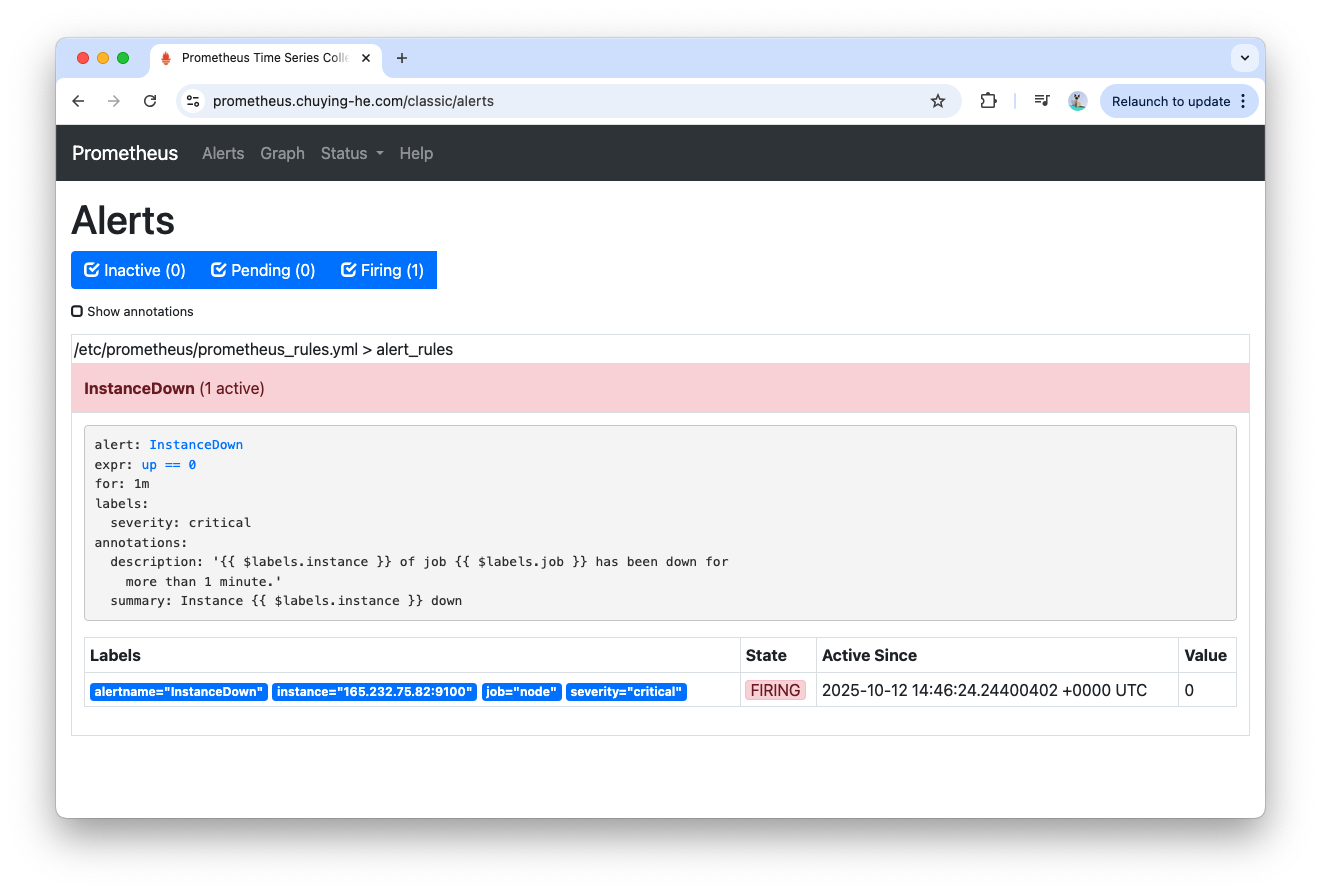 Prometheus Time Series Colle
prometheus.chuying-he.com/classic/alerts
Relaunch to update
Prometheus Alerts Graph Status Help
Alerts
Inactive (0) Pending (0) Firing (1)
Show annotations
/etc/prometheus/prometheus_rules.yml > alert_rules
InstanceDown (1 active)
alert: InstanceDown
expr: up == 0
for: 1m
labels:
  severity: critical
annotations:
  description: '{{ $labels.instance }} of job {{ $labels.job }} has been down for
    more than 1 minute.'
  summary: Instance {{ $labels.instance }} down
Labels State Active Since Value
alertname="InstanceDown" instance="165.232.75.82:9100" job="node" severity="critical" FIRING 2025-10-12 14:46:24.24400402 +0000 UTC 0